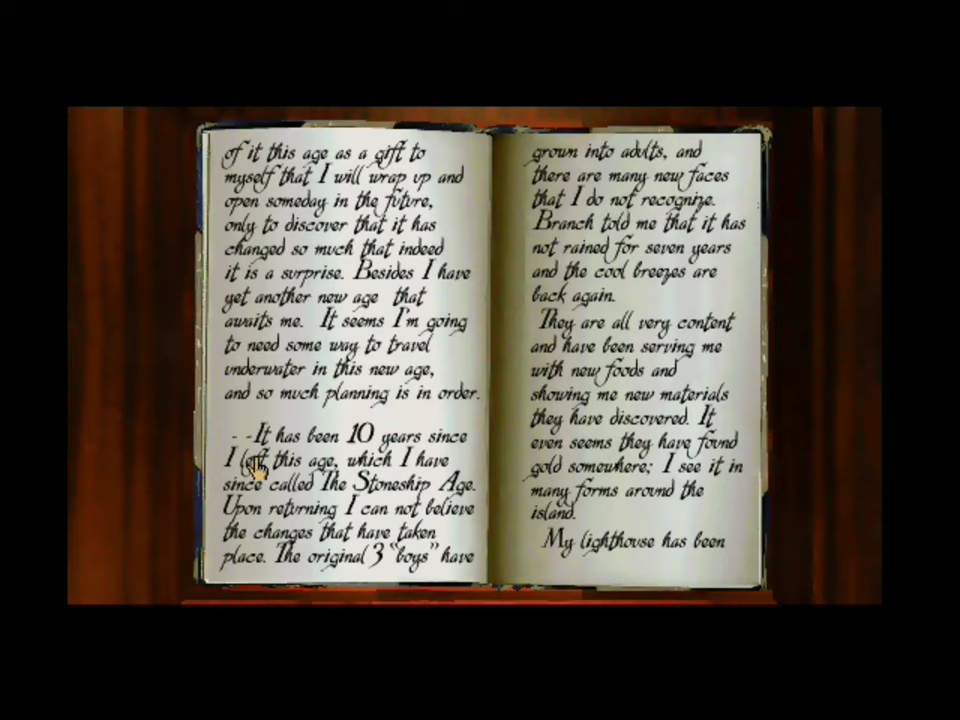 of it this age as a gift to
myself that I will wrap up and
open someday in the future,
only to discover that it has
changed so much that indeed
it is a surprise. Besides I have
yet another new age that
awaits me. It seems I'm going
to need some way to travel
underwater in this new age,
and so much planning is in order.
- -It has been 10 years since
I left this age, which I have
since called The Stoneship Age.
Upon returning I can not believe
the changes that have taken
place. The original 3 "boys" have
grown into adults, and
there are many new faces
that I do not recognize.
Branch told me that it has
not rained for seven years
and the cool breezes are
back again.
They are all very content
and have been serving me
with new foods and
showing me new materials
they have discovered. It
even seems they have found
gold somewhere; I see it in
many forms around the
island.
My lighthouse has been